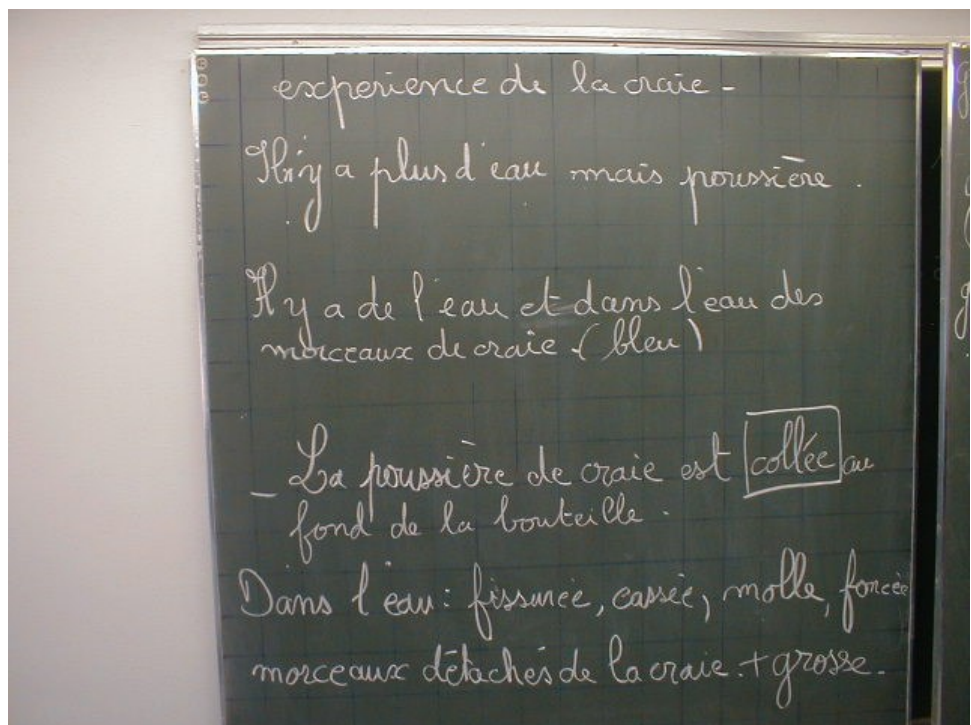 experience de la craie -
Il n'y a plus d'eau mais poussière.
Il y a de l'eau et dans l'eau des
morceaux de craie. (bleu)
_ La poussière de craie est collée au
fond de la bouteille.
Dans l'eau: fissurée, cassée, molle, foncée
morceaux détachés de la craie. + grosse.